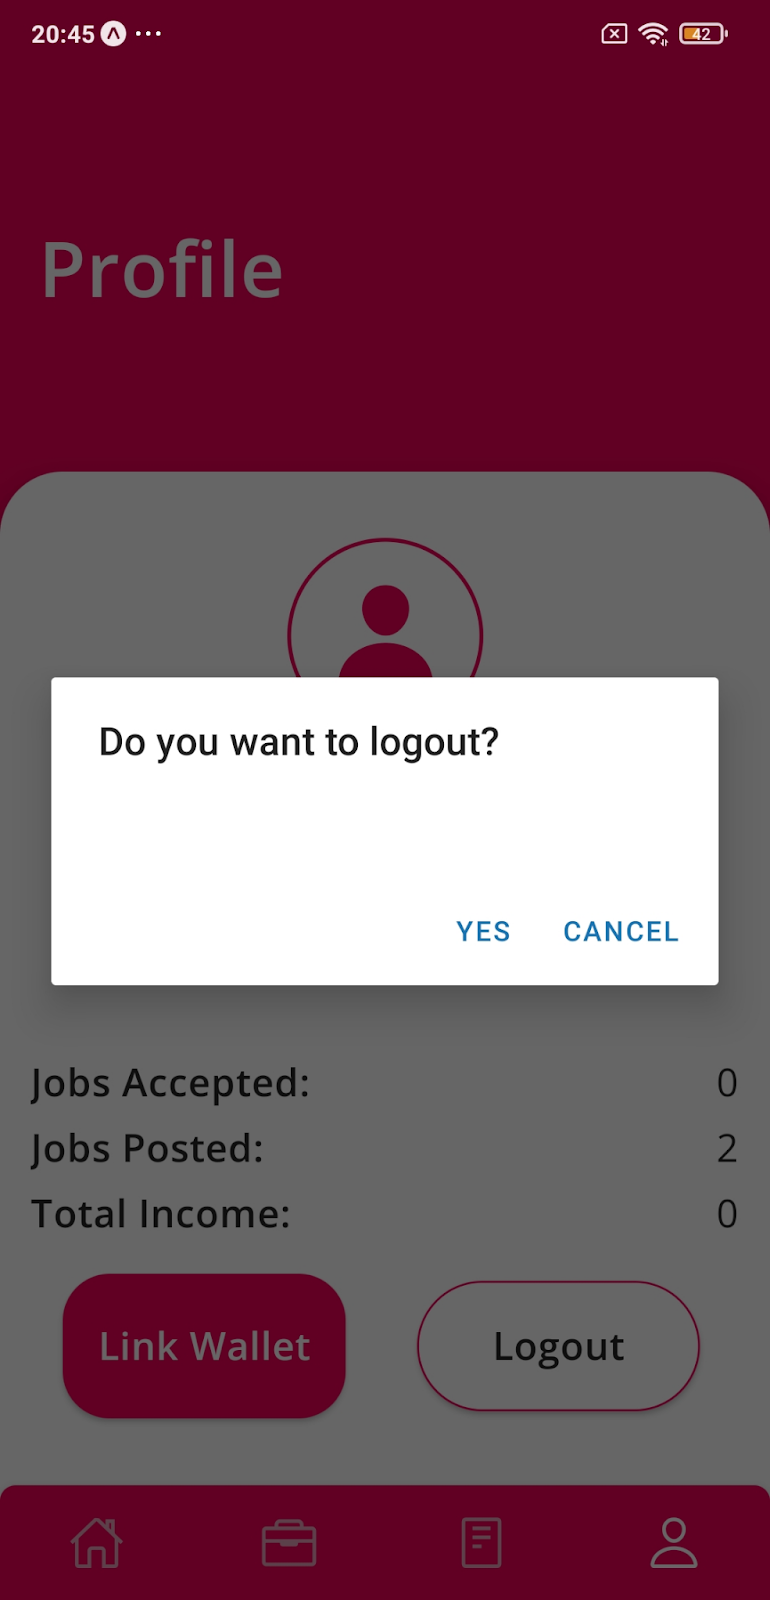 20:45
42
Profile
Do you want to logout?
YES CANCEL
Jobs Accepted: 0
Jobs Posted: 2
Total Income: 0
Link Wallet Logout